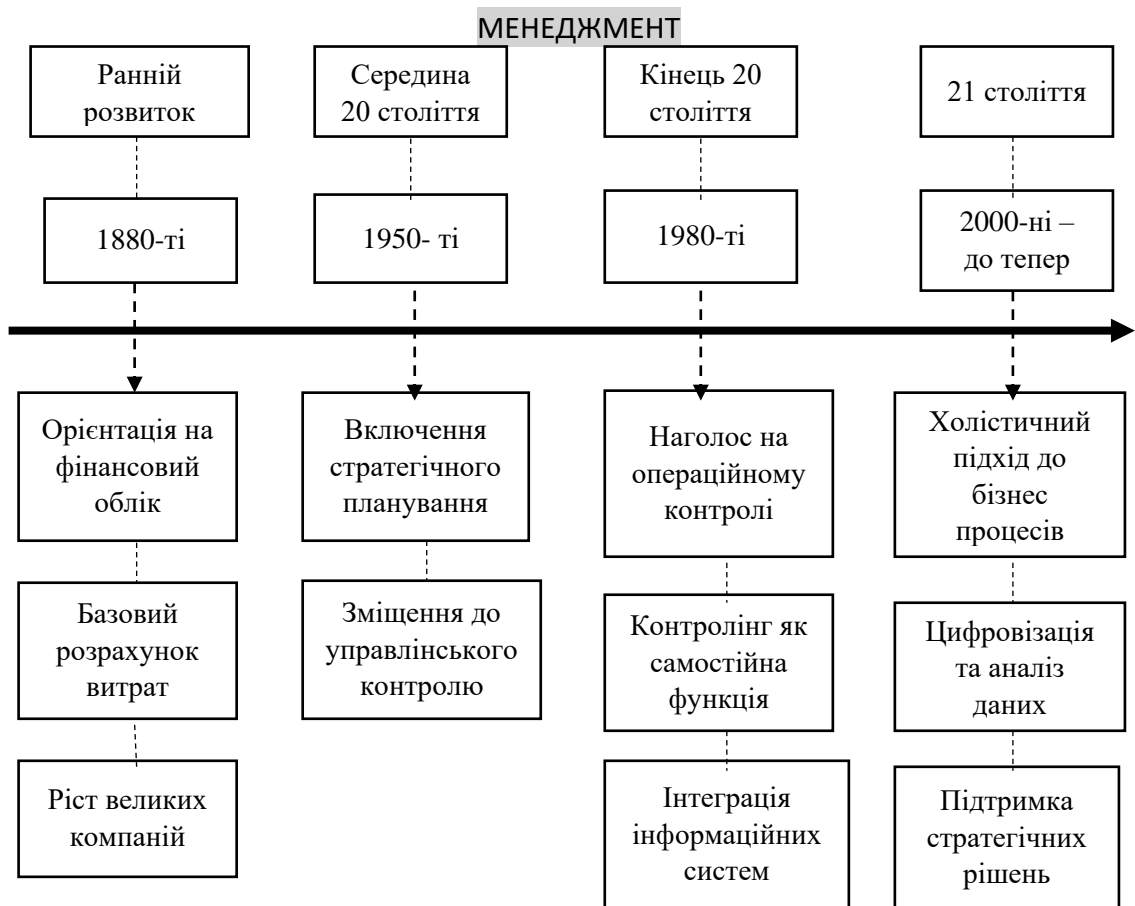 МЕНЕДЖМЕНТ
Ранній
розвиток
Середина
20 століття
Кінець 20
століття
21 століття
1880-ті
1950- ті
1980-ті
2000-ні –
до тепер
Орієнтація на
фінансовий
облік
Включення
стратегічного
планування
Наголос на
операційному
контролі
Холістичний
підхід до
бізнес
процесів
Базовий
розрахунок
витрат
Зміщення до
управлінського
контролю
Контролінг як
самостійна
функція
Цифровізація
та аналіз
даних
Ріст великих
компаній
Інтеграція
інформаційних
систем
Підтримка
стратегічних
рішень